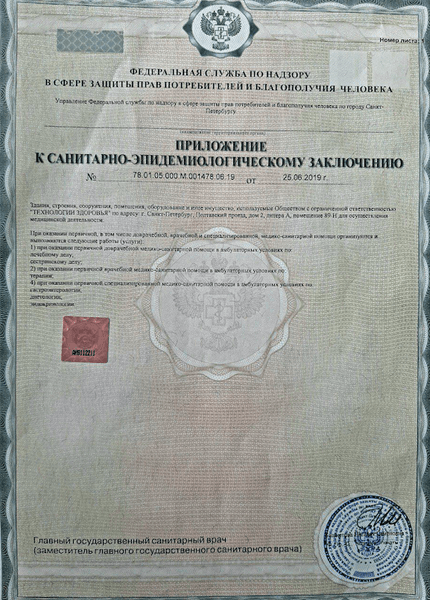 Номер листа: 1
ФЕДЕРАЛЬНАЯ СЛУЖБА ПО НАДЗОРУ
В СФЕРЕ ЗАЩИТЫ ПРАВ ПОТРЕБИТЕЛЕЙ И БЛАГОПОЛУЧИЯ ЧЕЛОВЕКА
Управление Федеральной службы по надзору в сфере защиты прав потребителей и благополучия человека по городу Санкт-
Петербургу
ПРИЛОЖЕНИЕ
К САНИТАРНО-ЭПИДЕМИОЛОГИЧЕСКОМУ ЗАКЛЮЧЕНИЮ
№ 78.01.05.000.М.001478.06.19 от 25.06.2019 г.
Здания, строения, сооружения, помещения, оборудование и иное имущество, используемые Обществом с ограниченной ответственностью
"ТЕХНОЛОГИИ ЗДОРОВЬЯ" по адресу: г. Санкт-Петербург, Полтавский проезд, дом 2, литера А, помещение 89-Н для осуществления
медицинской деятельности:
При оказании первичной, в том числе доврачебной, врачебной и специализированной, медико-санитарной помощи организуются и
выполняются следующие работы (услуги):
1) при оказании первичной доврачебной медико-санитарной помощи в амбулаторных условиях по:
лечебному делу;
сестринскому делу;
2) при оказании первичной врачебной медико-санитарной помощи в амбулаторных условиях по:
терапии;
4) при оказании первичной специализированной медико-санитарной помощи в амбулаторных условиях по:
гастроэнтерологии;
диетологии;
эндокринологии;
Главный государственный санитарный врач
(заместитель главного государственного санитарного врача)